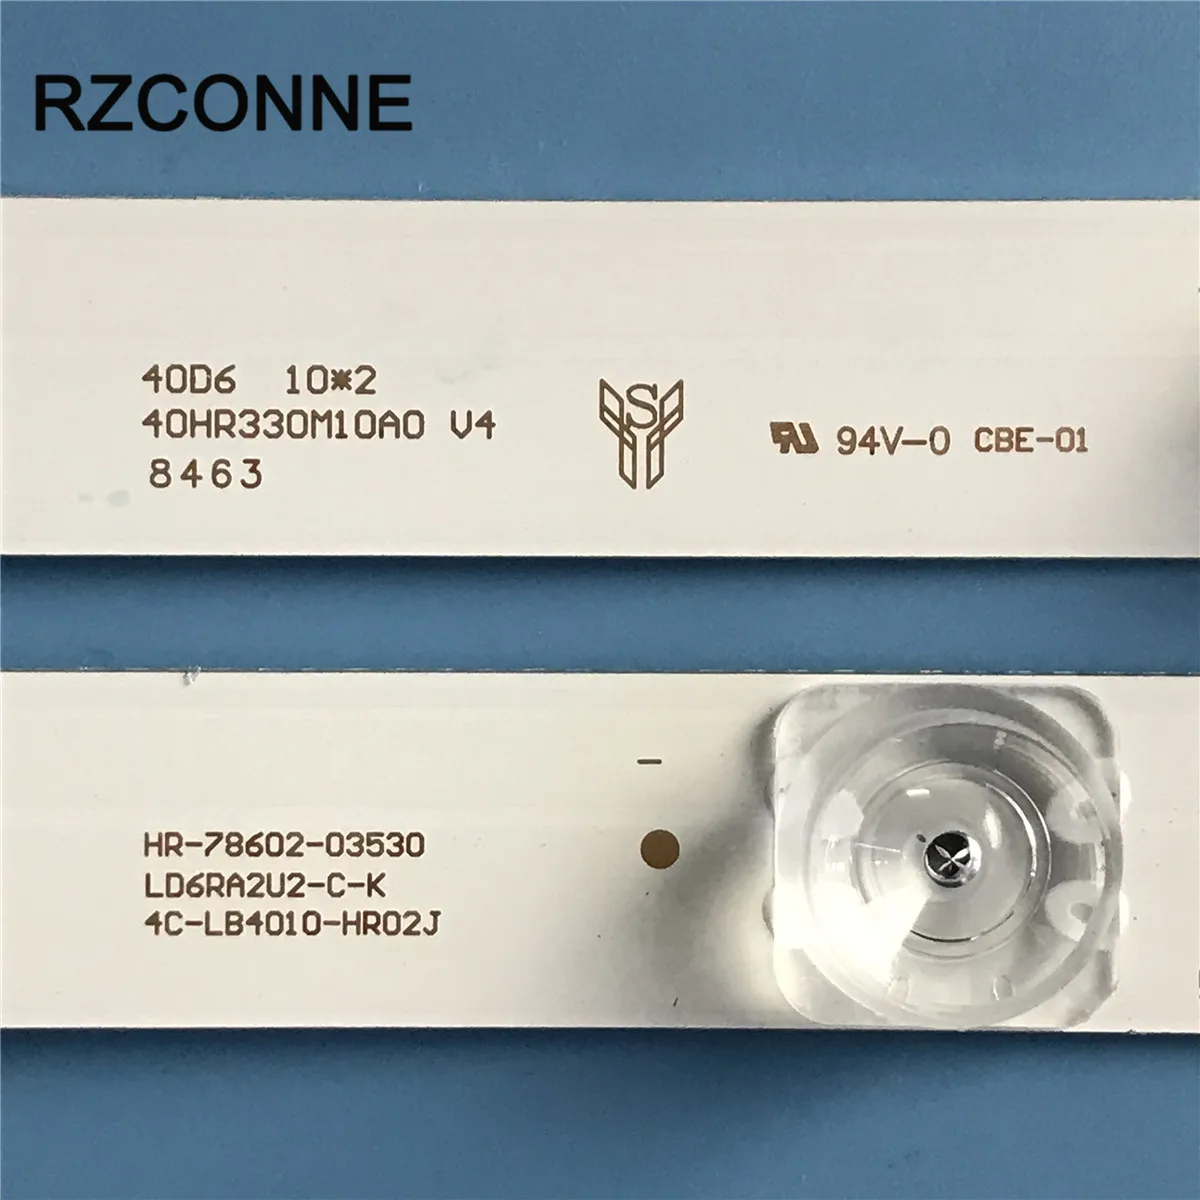 RZCONNE
40D6 10*2
40HR330M10A0 V4
8463
S
94V-0 CBE-01
HR-78602-03530
LD6RA2U2-C-K
4C-LB4010-HR02J